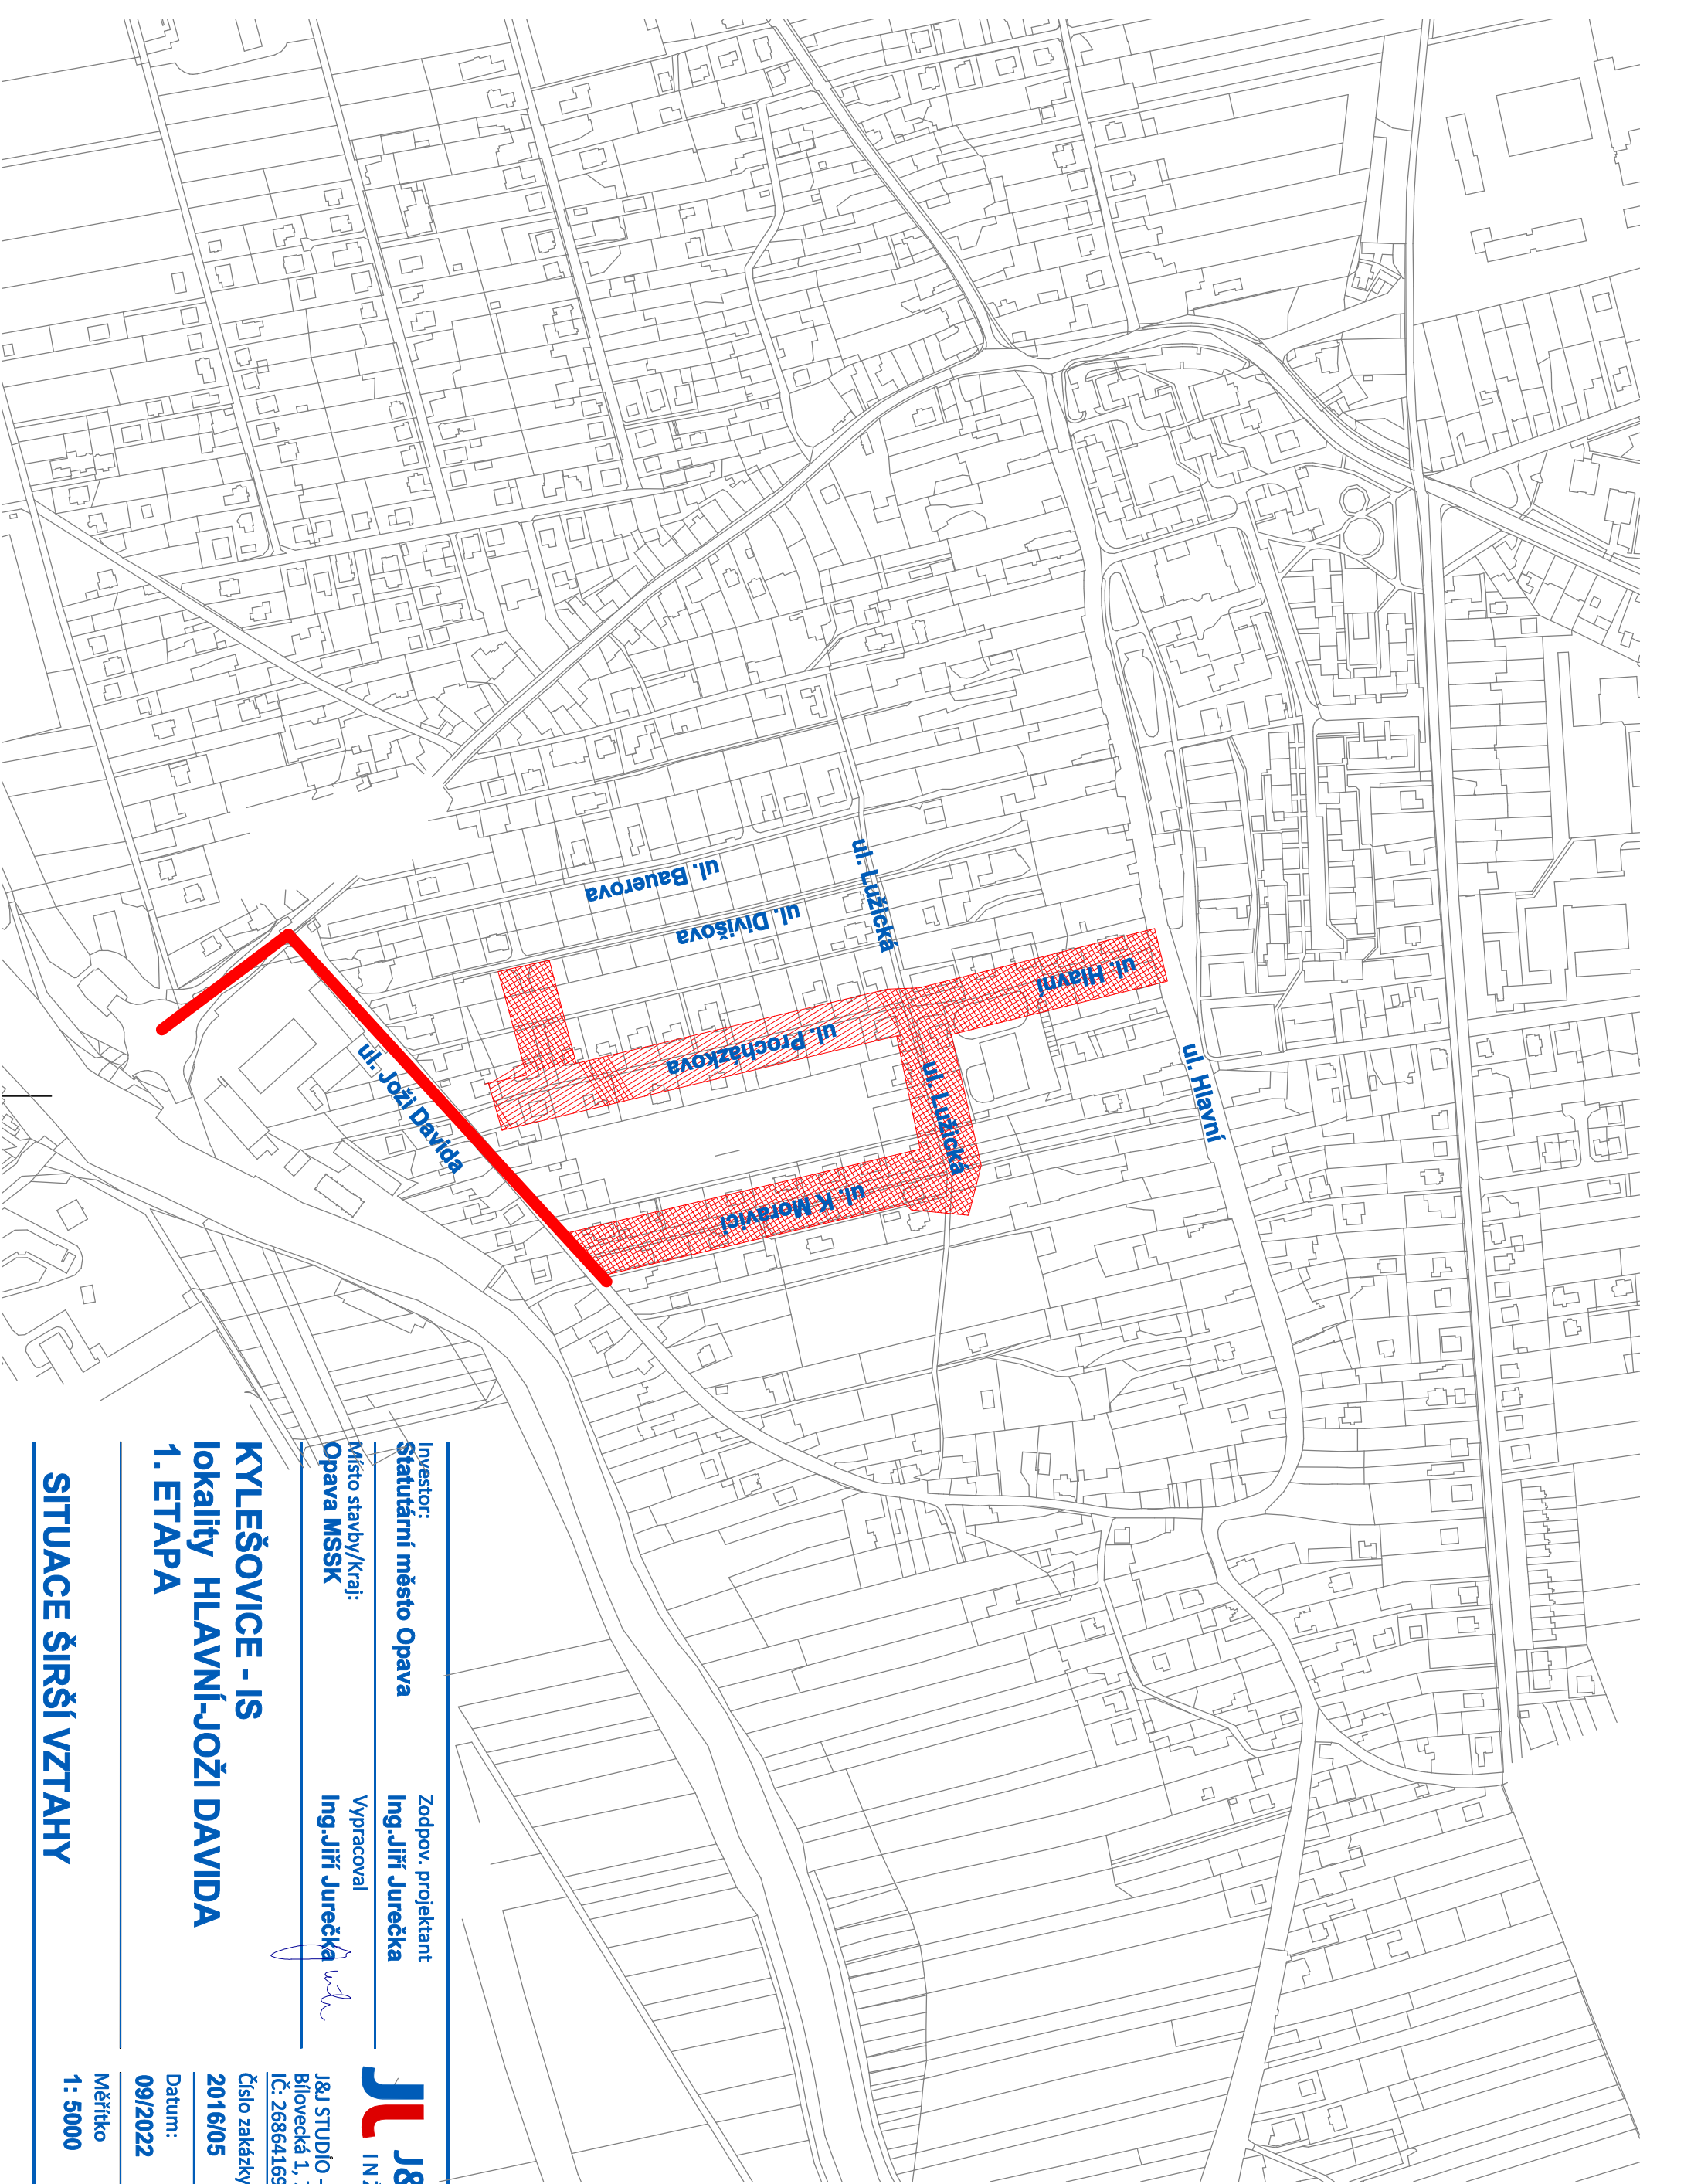 ul. Bauerova
ul. Divišova
ul. Lužická
ul. Hlavní
ul. Procházkova
ul. Lužická
ul. Hlavní
ul. Joži Davida
ul. K Moravici
Investor:
Statutární město Opava
Místo stavby/Kraj:
Opava MSSK
Zodpov. projektant
Ing.Jiří Jurečka
Vypracoval
Ing.Jiří Jurečka
KYLEŠOVICE - IS
lokality HLAVNÍ-JOŽI DAVIDA
1. ETAPA
SITUACE ŠIRŠÍ VZTAHY
J&J STUDIO -
Bílovecká 1,
IČ: 26864169
Číslo zakázky
2016/05
Datum:
09/2022
Měřítko
1: 5000